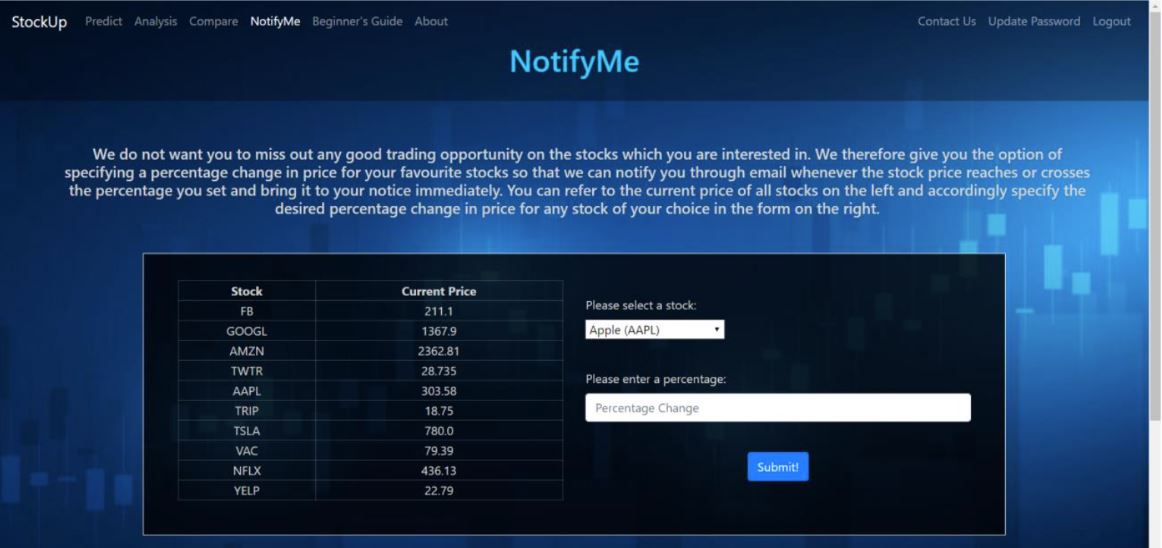 StockUp Predict Analysis Compare NotifyMe Beginner's Guide About Contact Us Update Password Logout
NotifyMe
We do not want you to miss out any good trading opportunity on the stocks which you are interested in. We therefore give you the option of
specifying a percentage change in price for your favourite stocks so that we can notify you through email whenever the stock price reaches or crosses
the percentage you set and bring it to your notice immediately. You can refer to the current price of all stocks on the left and accordingly specify the
desired percentage change in price for any stock of your choice in the form on the right.
Stock Current Price
FB 211.1
GOOGL 1367.9
AMZN 2362.81
TWTR 28.735
AAPL 303.58
TRIP 18.75
TSLA 780.0
VAC 79.39
NFLX 436.13
YELP 22.79
Please select a stock:
Apple (AAPL)
Please enter a percentage:
Percentage Change
Submit!